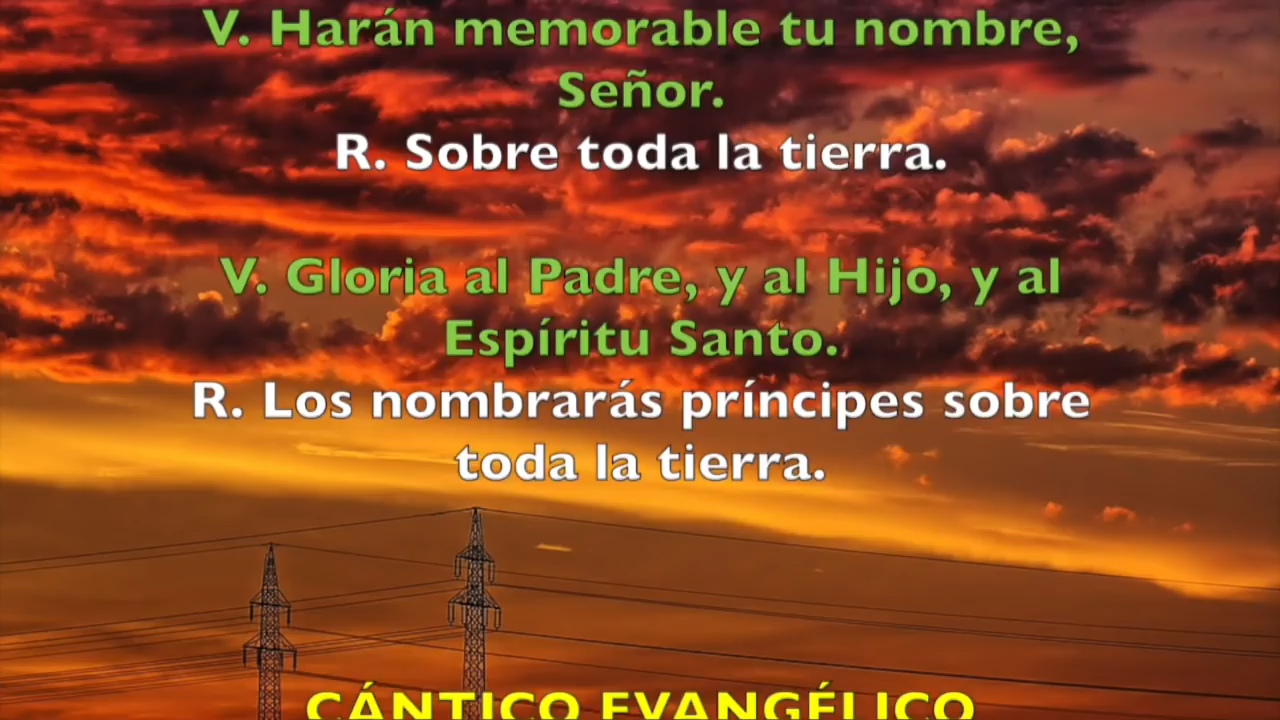 V. Harán memorable tu nombre,
Señor.
R. Sobre toda la tierra.
V. Gloria al Padre, y al Hijo, y al
Espíritu Santo.
R. Los nombrarás príncipes sobre
toda la tierra.
CÁNTICO EVANGÉLICO